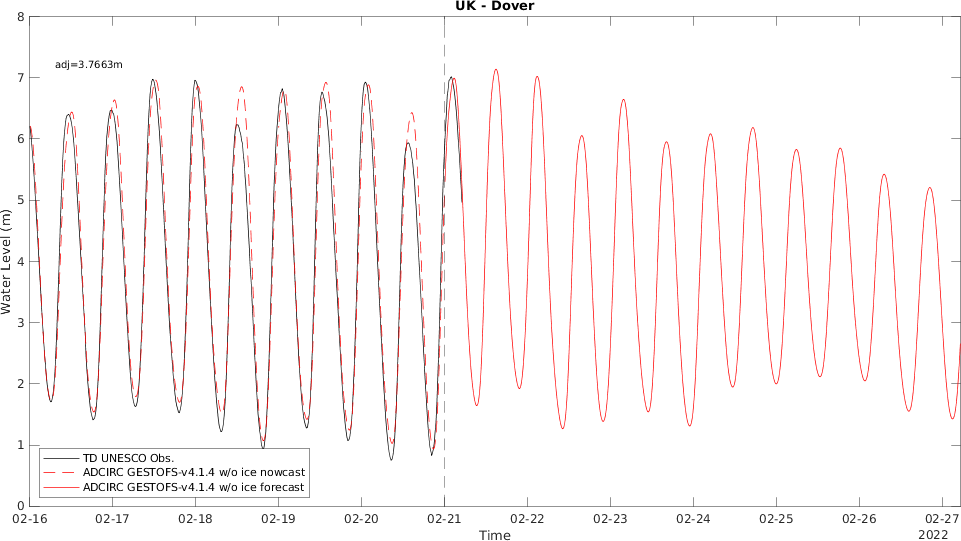 UK - Dover
8
adj=3.7663m
7
6
5
4
3
2
1
0
Water Level (m)
TD UNESCO Obs.
ADCIRC GESTOFS-v4.1.4 w/o ice nowcast
ADCIRC GESTOFS-v4.1.4 w/o ice forecast
02-16 02-17 02-18 02-19 02-20 02-21 02-22 02-23 02-24 02-25 02-26 02-27
Time
2022